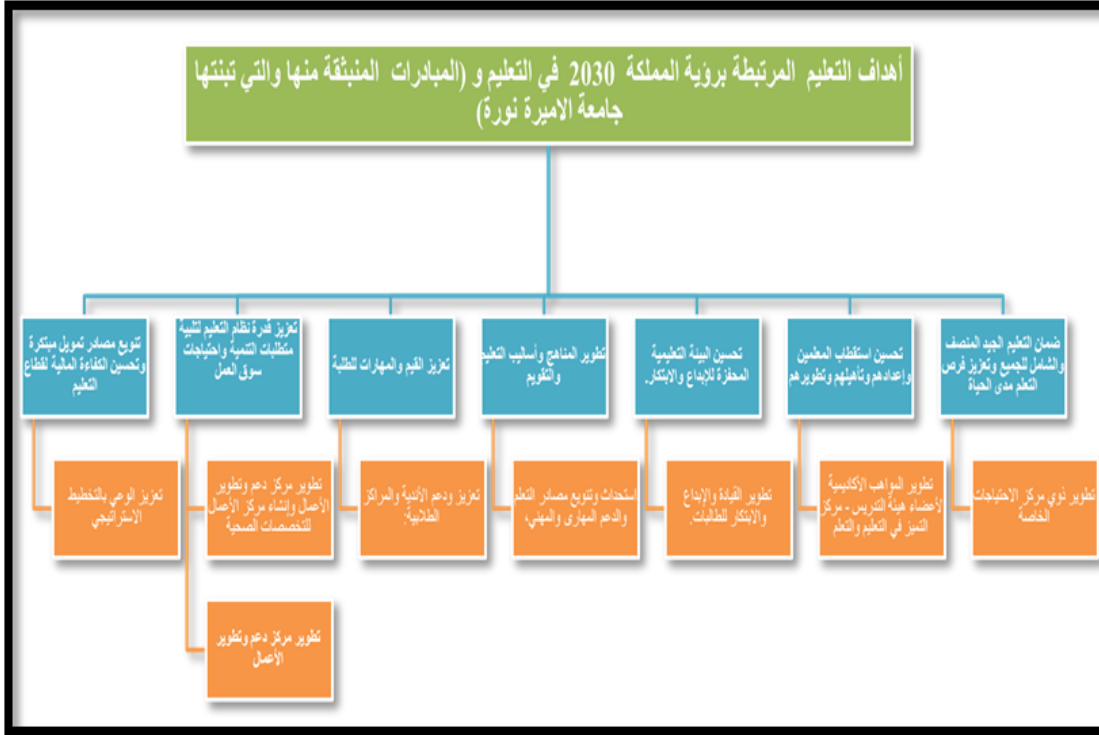 أهداف التعليم المرتبطة برؤية المملكة 2030 في التعليم و (المبادرات المنبثقة منها والتي تبنتها
جامعة الاميرة نورة)
ضمان التعليم الجيد المنصف
والشامل للجميع وتعزيز فرص
التعلم مدى الحياة
تحسين استقطاب المعلمين
وإعدادهم وتأهيلهم وتطويرهم
تحسين البيئة التعليمية
المحفزة للإبداع والابتكار.
تطوير المناهج وأساليب التعليم
والتقويم
تعزيز القيم والمهارات للطلبة
تعزيز قدرة نظام التعليم لتلبية
متطلبات التنمية واحتياجات
سوق العمل
تنويع مصادر تمويل مبتكرة
وتحسين الكفاءة المالية لقطاع
التعليم
تطوير ذوي مركز الاحتياجات
الخاصة
تطوير المواهب الأكاديمية
لأعضاء هيئة التدريس - مركز
التميز في التعليم والتعلم
تطوير القيادة والإبداع
والابتكار للطالبات.
استحداث وتنويع مصادر التعلم
والدعم المهارى والمهني،
تعزيز ودعم الأندية والمراكز
الطلابية:
تطوير مركز دعم وتطوير
الأعمال وإنشاء مركز الأعمال
للتخصصات الصحية
تعزيز الوعي بالتخطيط
الاستراتيجي
تطوير مركز دعم وتطوير
الأعمال